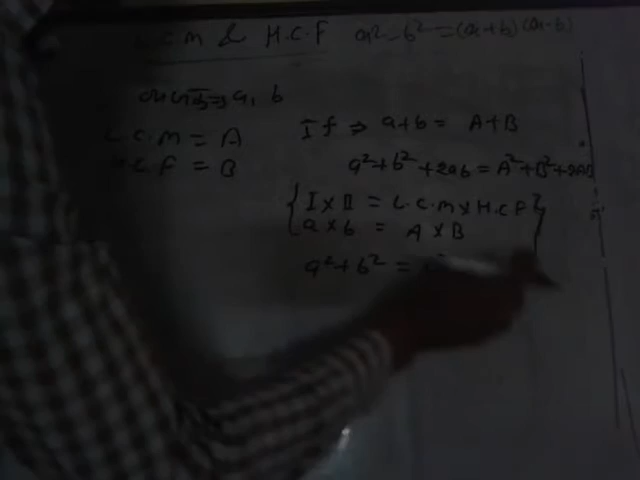 L.C.M & H.C.F a² - b² = (a+b)(a-b)
⇒ a, b
L.C.M = A
H.C.F = B
If ⇒ a+b = A+B
a² + b² + 2ab = A² + B² + 2AB
{ I × II = L.C.M × H.C.F }
a × b = A × B
a² + b² =